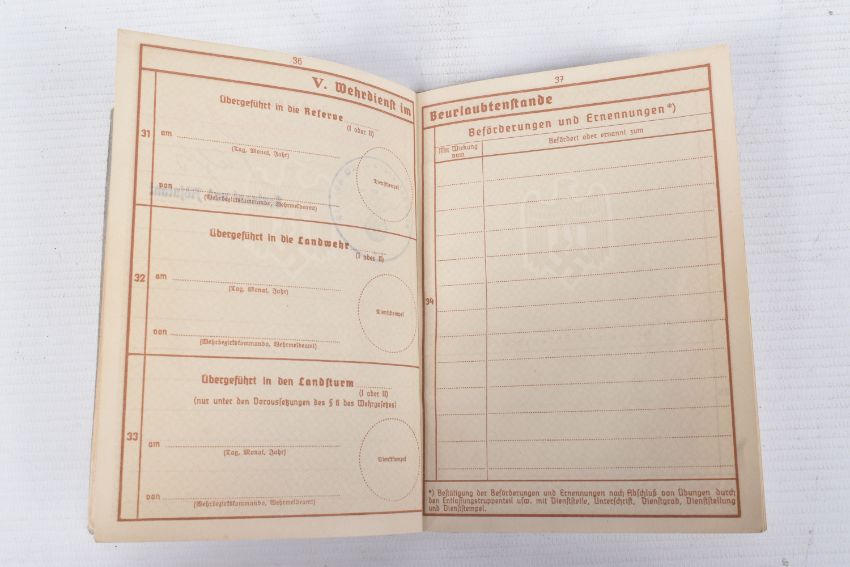 36
V. Wehrdienst im
31
Übergeführt in die Reserve
(I oder II)
am
(Tag, Monat, Jahr)
Dienststempel
von
(Wehrbezirkskommando, Wehrmeldeamt)
32
Übergeführt in die Landwehr
(I oder II)
am
(Tag, Monat, Jahr)
Dienststempel
von
(Wehrbezirkskommando, Wehrmeldeamt)
33
Übergeführt in den Landsturm
(I oder II)
(nur unter den Voraussetzungen des § 6 des Wehrgesetzes)
am
(Tag, Monat, Jahr)
Dienststempel
von
(Wehrbezirkskommando, Wehrmeldeamt)
37
Beurlaubtenstande
Beförderungen und Ernennungen*)
Mit Wirkung
vom
Befördert oder ernannt zum
34
*) Bestätigung der Beförderungen und Ernennungen nach Abschluß von Übungen durch
den Entlassungstruppenteil usw. mit Dienststelle, Unterschrift, Dienstgrad, Dienststellung
und Dienststempel.